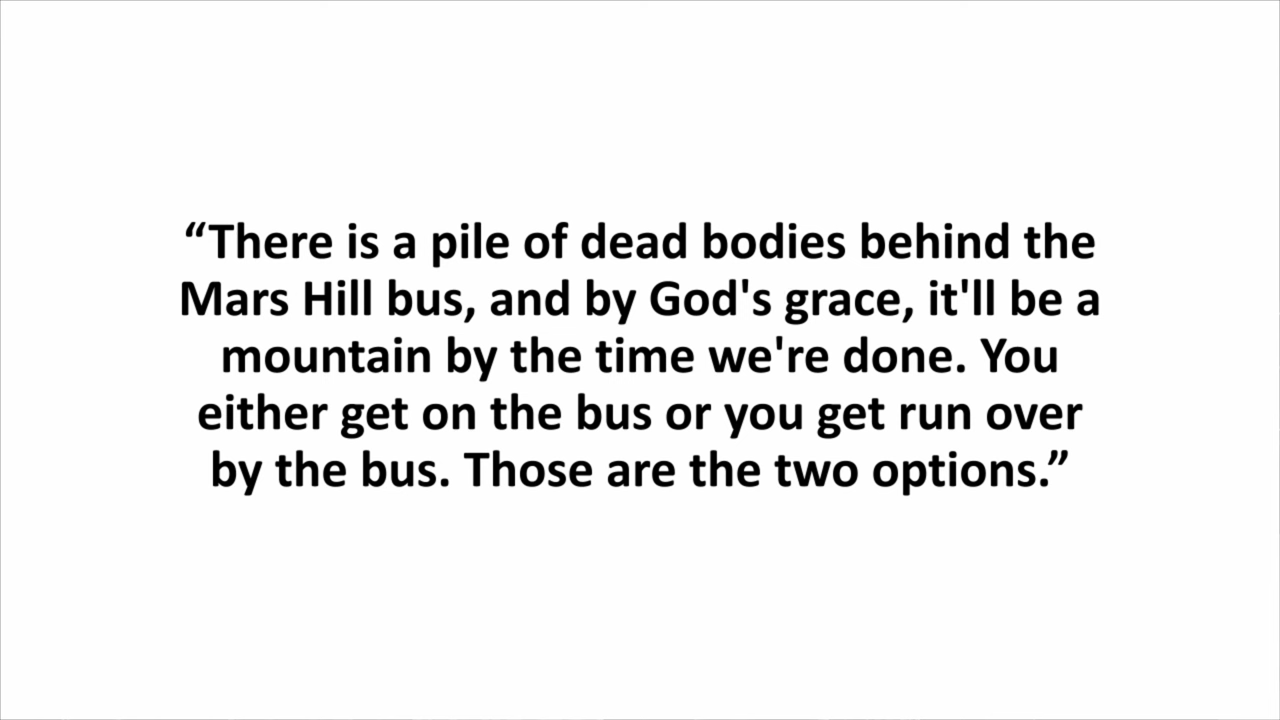 “There is a pile of dead bodies behind the
Mars Hill bus, and by God's grace, it'll be a
mountain by the time we're done. You
either get on the bus or you get run over
by the bus. Those are the two options.”